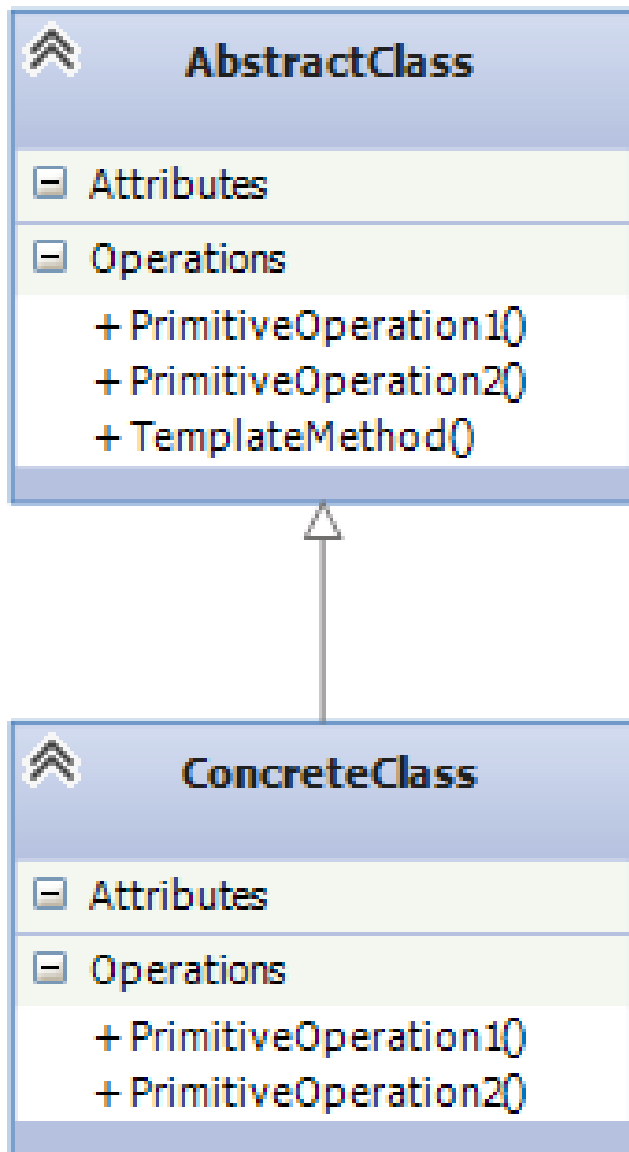 AbstractClass
Attributes
Operations
+ PrimitiveOperation1()
+ PrimitiveOperation2()
+ TemplateMethod()
ConcreteClass
Attributes
Operations
+ PrimitiveOperation1()
+ PrimitiveOperation2()